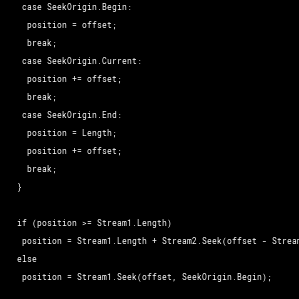 case SeekOrigin.Begin:
position = offset;
break;
case SeekOrigin.Current:
position += offset;
break;
case SeekOrigin.End:
position = Length;
position += offset;
break;
}
if (position >= Stream1.Length)
position = Stream1.Length + Stream2.Seek(offset - Strea
else
position = Stream1.Seek(offset, SeekOrigin.Begin);